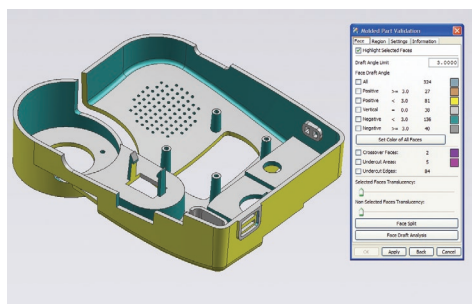 Molded Part Validation
Face Region Settings Information
Highlight Selected Faces
Draft Angle Limit 3.0000
Face Draft Angle
All 934
Positive >= 3.0 27
Positive < 3.0 81
Vertical = 0.0 30
Negative < 3.0 136
Negative >= 3.0 40
Set Color of All Faces
Crossover Faces: 2
Undercut Areas: 5
Undercut Edges: 84
Selected Faces Translucency:
Non Selected Faces Translucency:
Face Split
Face Draft Analysis
OK Apply Back Cancel